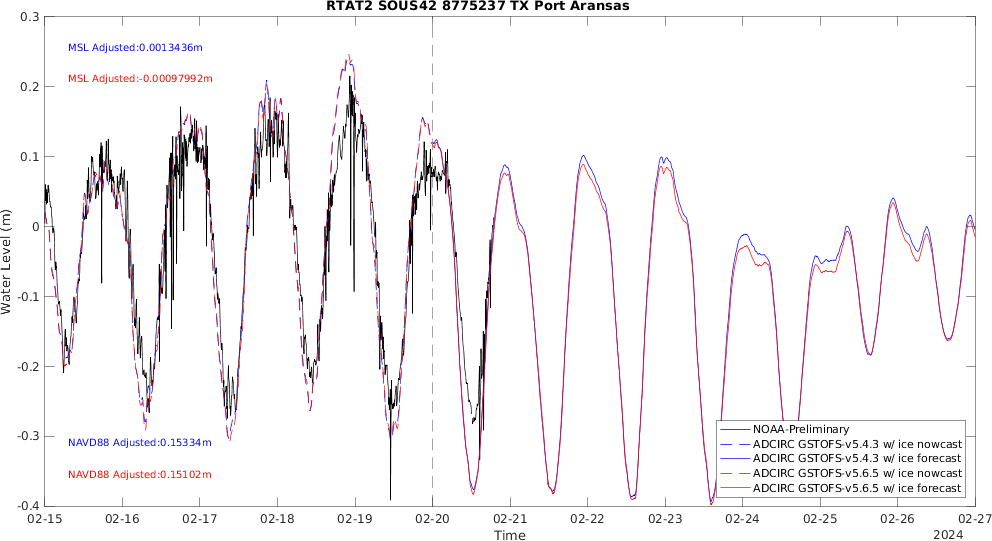 RTAT2 SOUS42 8775237 TX Port Aransas
0.3
0.2
0.1
0
-0.1
-0.2
-0.3
-0.4
Water Level (m)
MSL Adjusted:0.0013436m
MSL Adjusted:-0.00097992m
NAVD88 Adjusted:0.15334m
NAVD88 Adjusted:0.15102m
NOAA-Preliminary
ADCIRC GSTOFS-v5.4.3 w/ ice nowcast
ADCIRC GSTOFS-v5.4.3 w/ ice forecast
ADCIRC GSTOFS-v5.6.5 w/ ice nowcast
ADCIRC GSTOFS-v5.6.5 w/ ice forecast
02-15 02-16 02-17 02-18 02-19 02-20 02-21 02-22 02-23 02-24 02-25 02-26 02-27
Time
2024